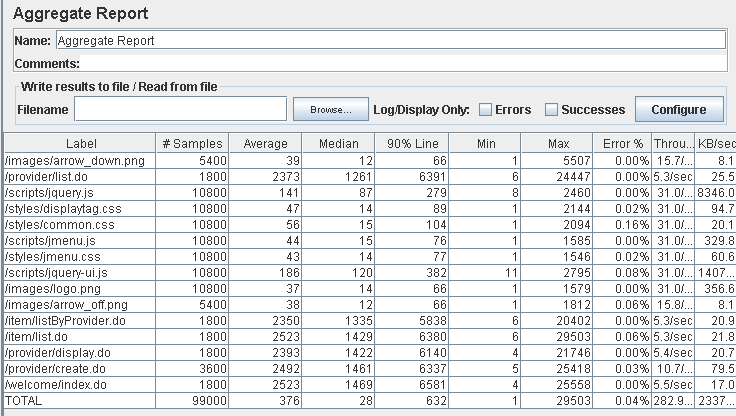 Aggregate Report
Name: Aggregate Report
Comments:
Write results to file / Read from file
Filename Browse... Log/Display Only: Errors Successes Configure
Label # Samples Average Median 90% Line Min Max Error % Throu... KB/sec
/images/arrow_down.png 5400 39 12 66 1 5507 0.00% 15.7/... 8.1
/provider/list.do 1800 2373 1261 6391 6 24447 0.00% 5.3/sec 25.5
/scripts/jquery.js 10800 141 87 279 8 2460 0.00% 31.0/... 8346.0
/styles/displaytag.css 10800 47 14 89 1 2144 0.02% 31.0/... 94.7
/styles/common.css 10800 56 15 104 1 2094 0.16% 31.0/... 20.1
/scripts/jmenu.js 10800 44 15 76 1 1585 0.00% 31.0/... 329.8
/styles/jmenu.css 10800 43 14 77 1 1546 0.02% 31.0/... 60.6
/scripts/jquery-ui.js 10800 186 120 382 11 2795 0.08% 31.0/... 1407...
/images/logo.png 10800 37 14 66 1 1579 0.00% 31.0/... 356.6
/images/arrow_off.png 5400 38 12 66 1 1812 0.06% 15.8/... 8.1
/item/listByProvider.do 1800 2350 1335 5838 6 20402 0.00% 5.3/sec 20.9
/item/list.do 1800 2523 1429 6380 6 29503 0.06% 5.3/sec 21.8
/provider/display.do 1800 2393 1422 6140 4 21746 0.00% 5.4/sec 20.7
/provider/create.do 3600 2492 1461 6337 5 25418 0.03% 10.7/... 79.5
/welcome/index.do 1800 2523 1469 6581 4 25558 0.00% 5.5/sec 17.0
TOTAL 99000 376 28 632 1 29503 0.04% 282.9... 2337...